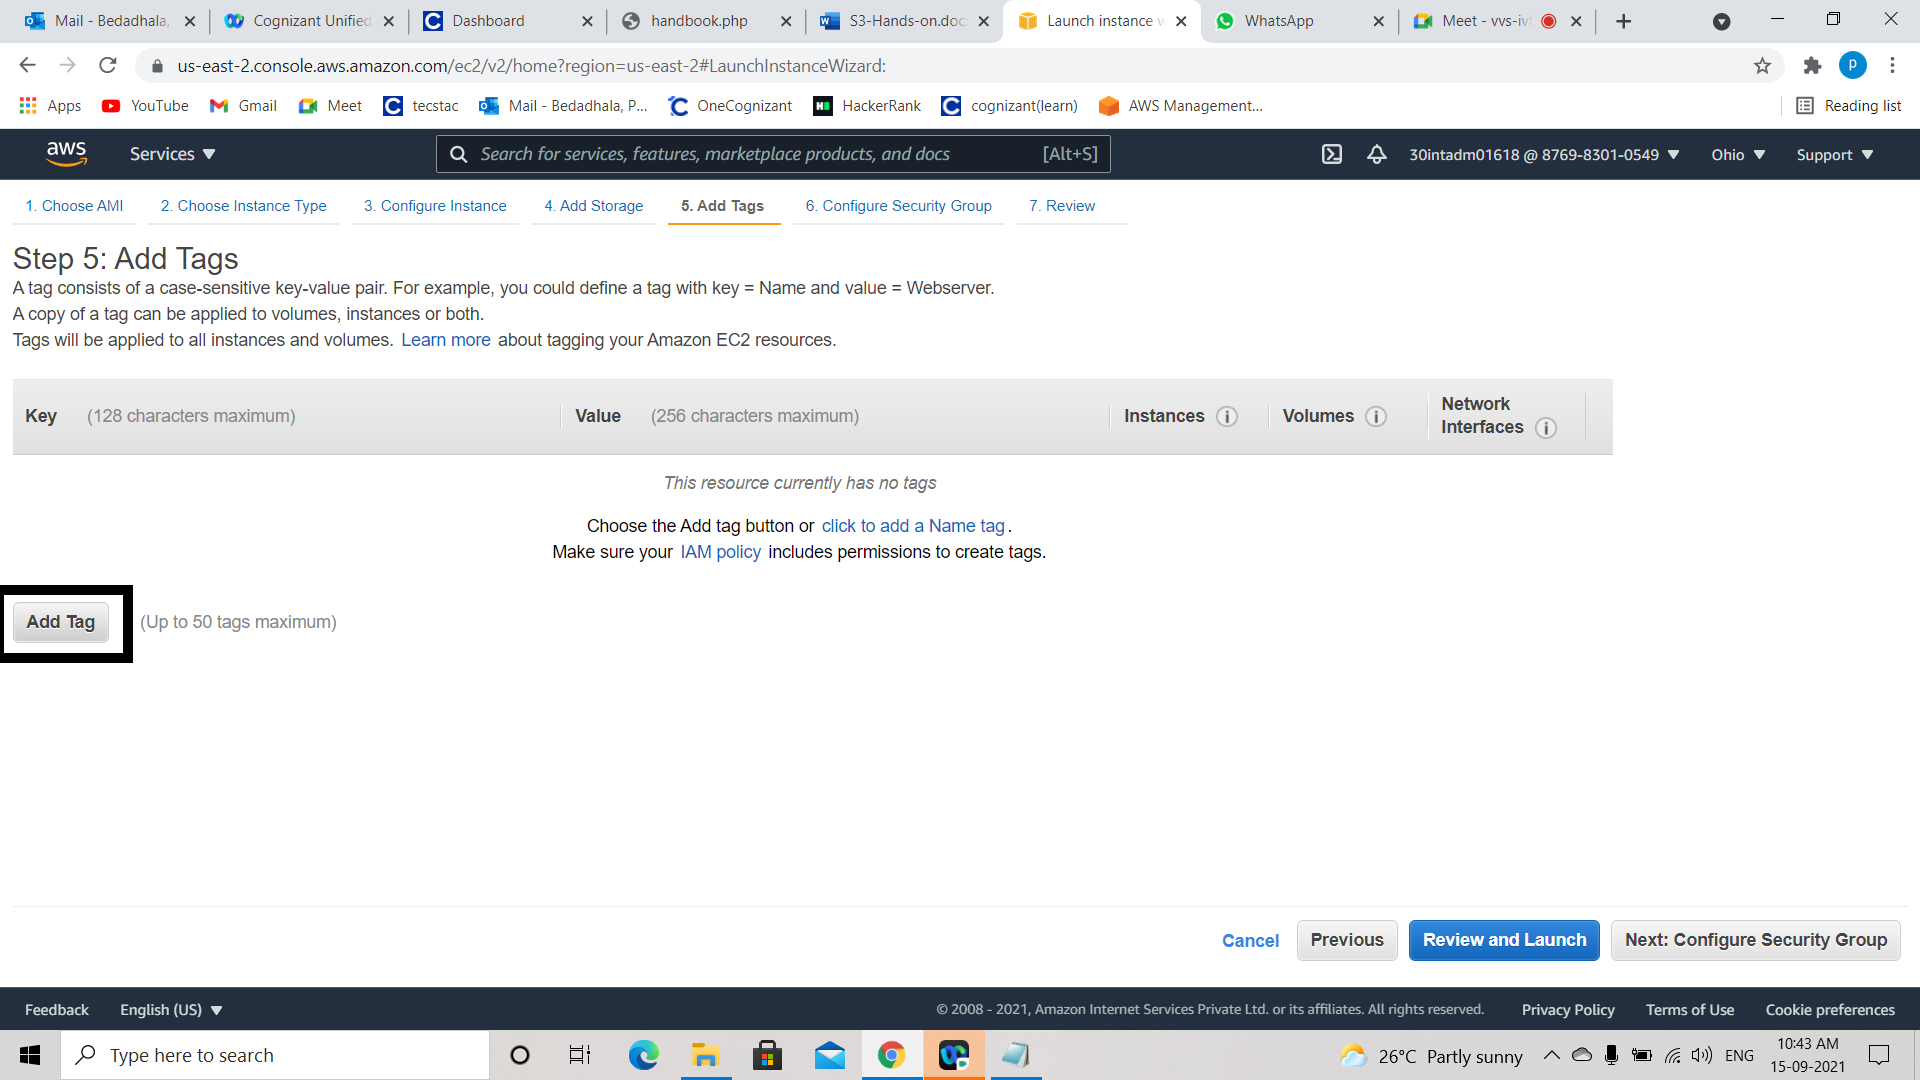 Mail - Bedadhala,
Cognizant Unified
Dashboard
handbook.php
S3-Hands-on.doc
Launch instance w
WhatsApp
Meet - vvs-ivf
us-east-2.console.aws.amazon.com/ec2/v2/home?region=us-east-2#LaunchInstanceWizard:
P
Apps
YouTube
Gmail
Meet
tecstac
Mail - Bedadhala, P...
OneCognizant
HackerRank
cognizant(learn)
AWS Management...
Reading list
aws
Services
Search for services, features, marketplace products, and docs
[Alt+S]
30intadm01618 @ 8769-8301-0549
Ohio
Support
1. Choose AMI
2. Choose Instance Type
3. Configure Instance
4. Add Storage
5. Add Tags
6. Configure Security Group
7. Review
Step 5: Add Tags
A tag consists of a case-sensitive key-value pair. For example, you could define a tag with key = Name and value = Webserver.
A copy of a tag can be applied to volumes, instances or both.
Tags will be applied to all instances and volumes. Learn more about tagging your Amazon EC2 resources.
Key (128 characters maximum)
Value (256 characters maximum)
Instances
Volumes
Network
Interfaces
This resource currently has no tags
Choose the Add tag button or click to add a Name tag.
Make sure your IAM policy includes permissions to create tags.
Add Tag
(Up to 50 tags maximum)
Cancel
Previous
Review and Launch
Next: Configure Security Group
Feedback
English (US)
© 2008 - 2021, Amazon Internet Services Private Ltd. or its affiliates. All rights reserved.
Privacy Policy
Terms of Use
Cookie preferences
Type here to search
26°C Partly sunny
ENG
10:43 AM
15-09-2021